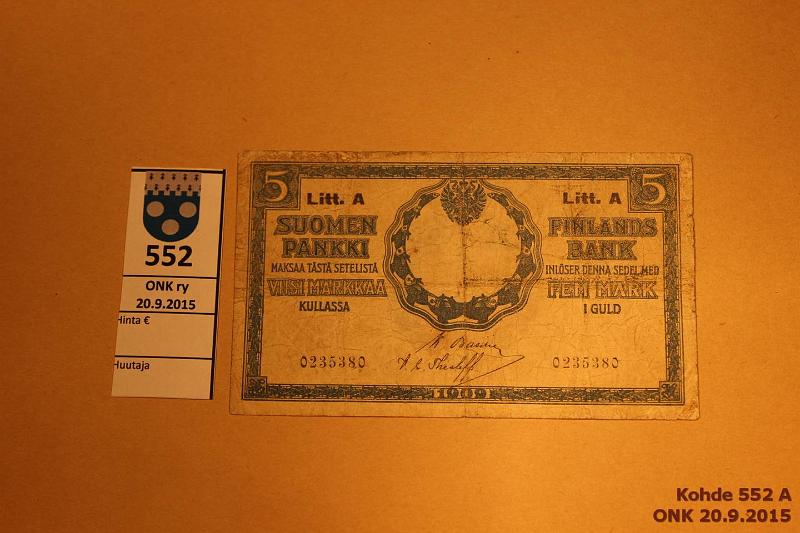 552
ONK ry
20.9.2015
Hinta €
Huutaja
5
Litt. A
Litt. A
5
SUOMEN
PANKKI
MAKSAA TÄSTÄ SETELISTÄ
VIISI MARKKAA
KULLASSA
FINLANDS
BANK
INLÖSER DENNA SEDEL MED
FEM MARK
I GULD
0235380
0235380
1909
Kohde 552 A
ONK 20.9.2015